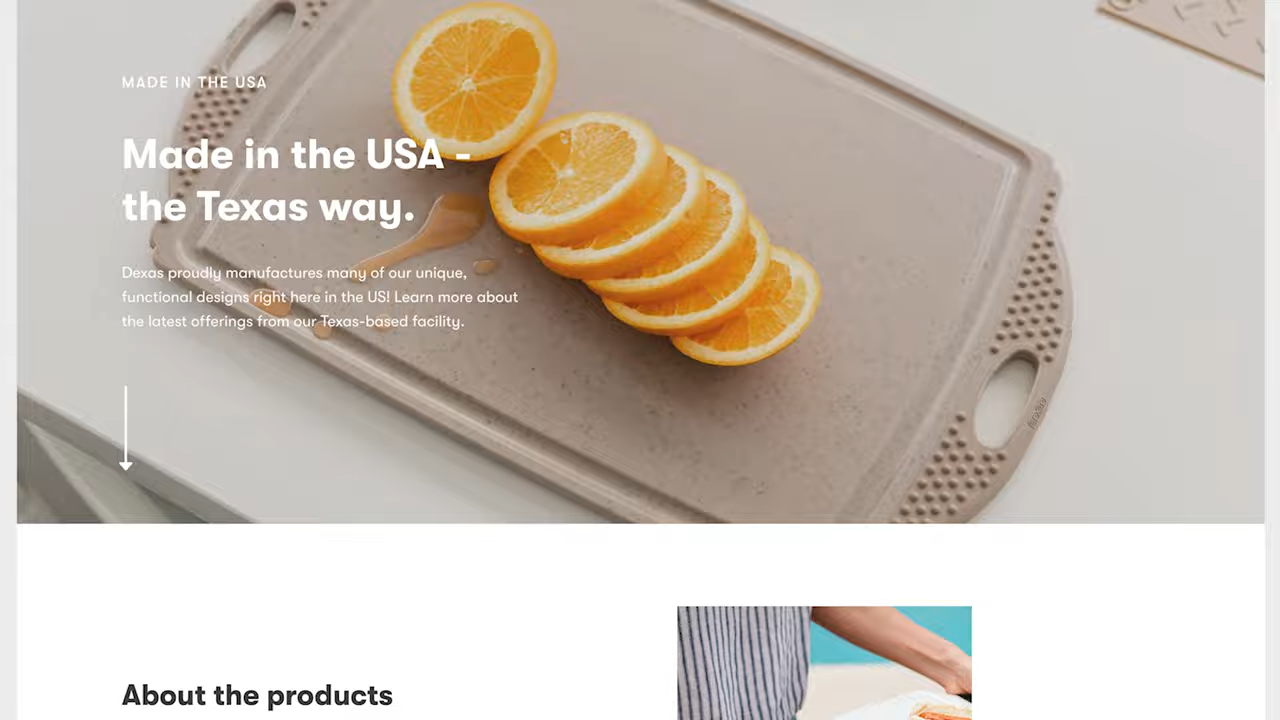 MADE IN THE USA
Made in the USA -
the Texas way.
Dexas proudly manufactures many of our unique,
functional designs right here in the US! Learn more about
the latest offerings from our Texas-based facility.
About the products